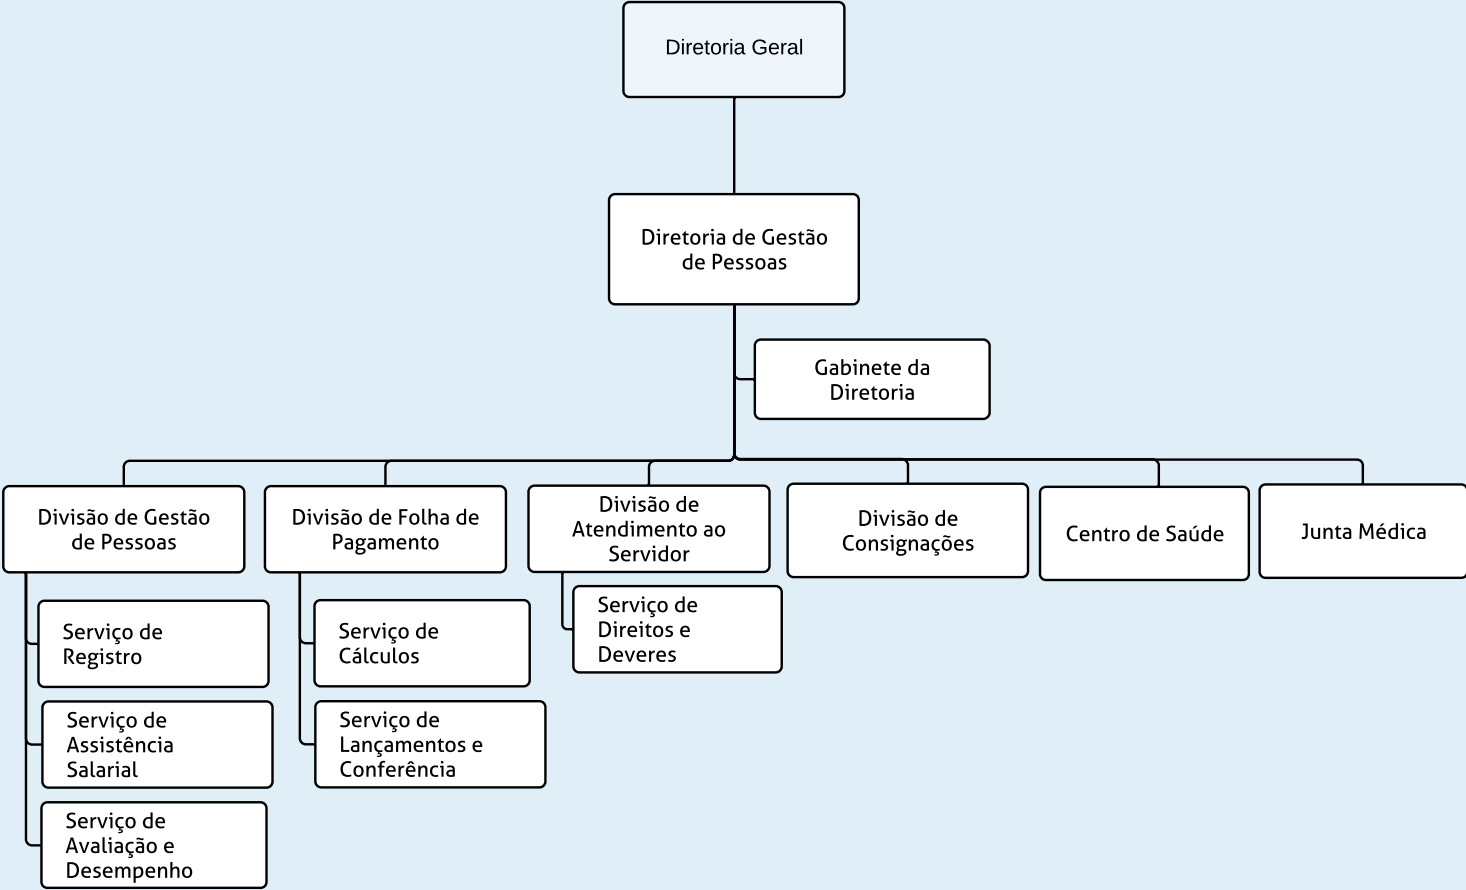 Diretoria Geral
Diretoria de Gestão
de Pessoas
Gabinete da
Diretoria
Divisão de Gestão
de Pessoas
Divisão de Folha de
Pagamento
Divisão de
Atendimento ao
Servidor
Divisão de
Consignações
Centro de Saúde
Junta Médica
Serviço de
Registro
Serviço de
Cálculos
Serviço de
Direitos e
Deveres
Serviço de
Assistência
Salarial
Serviço de
Lançamentos e
Conferência
Serviço de
Avaliação e
Desempenho